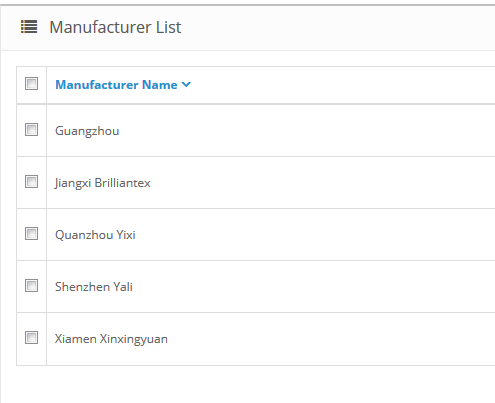 Manufacturer List
Manufacturer Name
Guangzhou
Jiangxi Brilliantex
Quanzhou Yixi
Shenzhen Yali
Xiamen Xinxingyuan